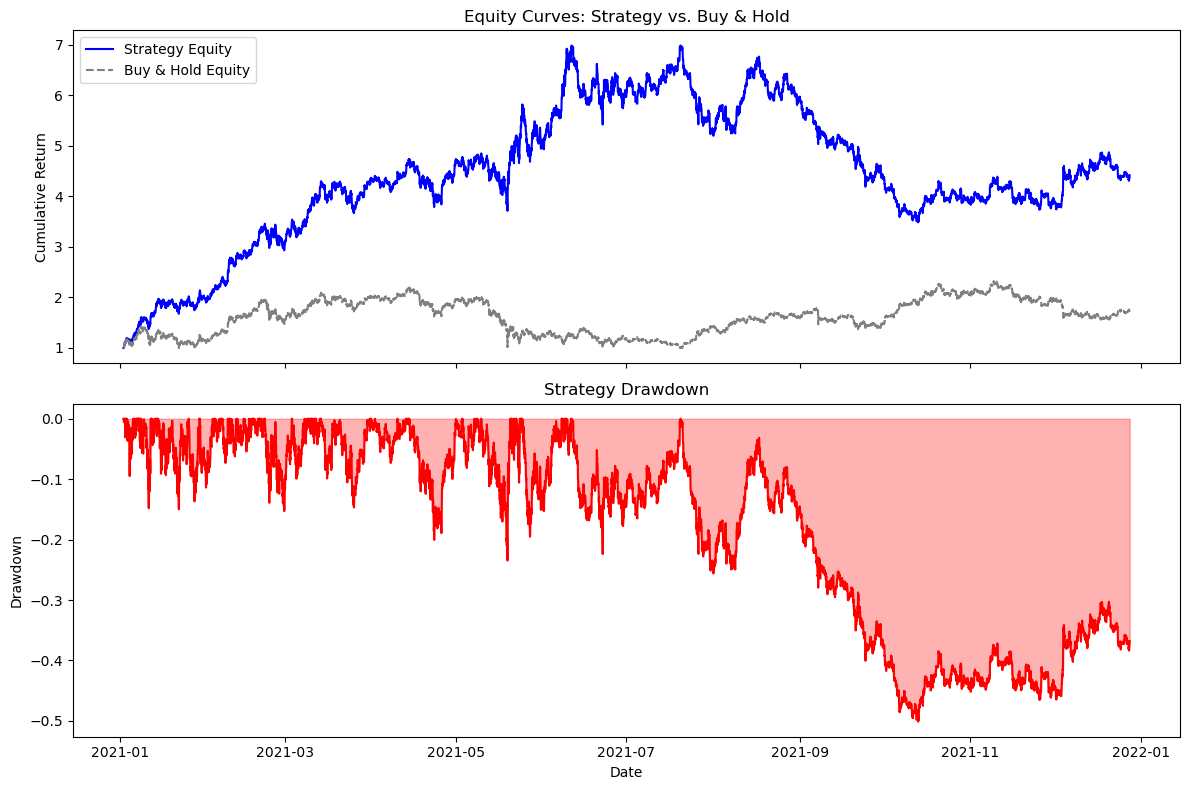 Equity Curves: Strategy vs. Buy & Hold
Strategy Equity
Buy & Hold Equity
Cumulative Return
7
6
5
4
3
2
1
Strategy Drawdown
Drawdown
0.0
−0.1
−0.2
−0.3
−0.4
−0.5
2021-01 2021-03 2021-05 2021-07 2021-09 2021-11 2022-01
Date